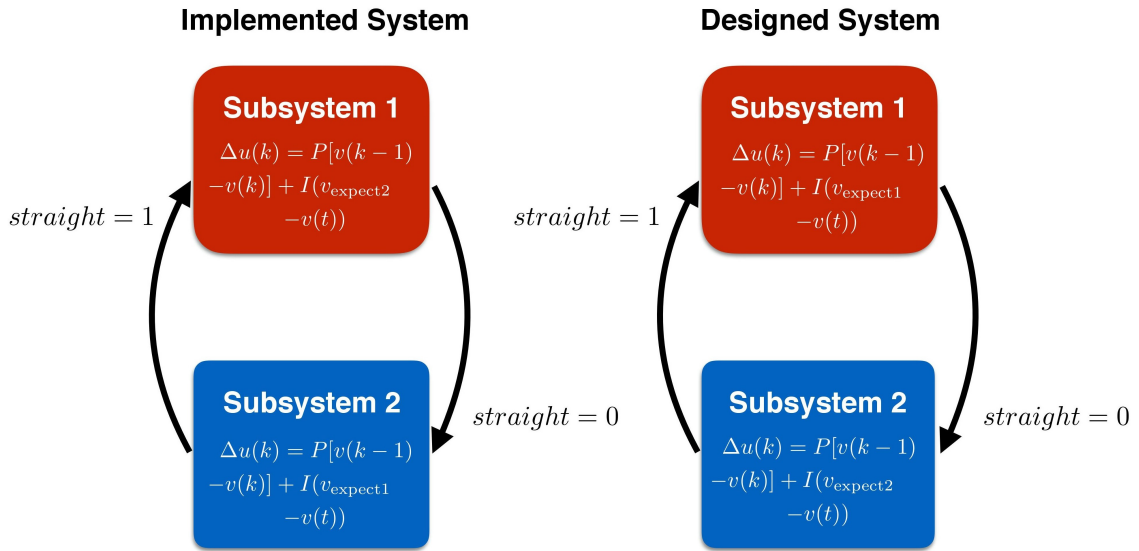 Implemented System
Subsystem 1
Δu(k) = P[v(k − 1)
−v(k)] + I(v_expect2
−v(t))
straight = 1
Subsystem 2
Δu(k) = P[v(k − 1)
−v(k)] + I(v_expect1
−v(t))
straight = 0
Designed System
Subsystem 1
Δu(k) = P[v(k − 1)
−v(k)] + I(v_expect1
−v(t))
straight = 1
Subsystem 2
Δu(k) = P[v(k − 1)
−v(k)] + I(v_expect2
−v(t))
straight = 0